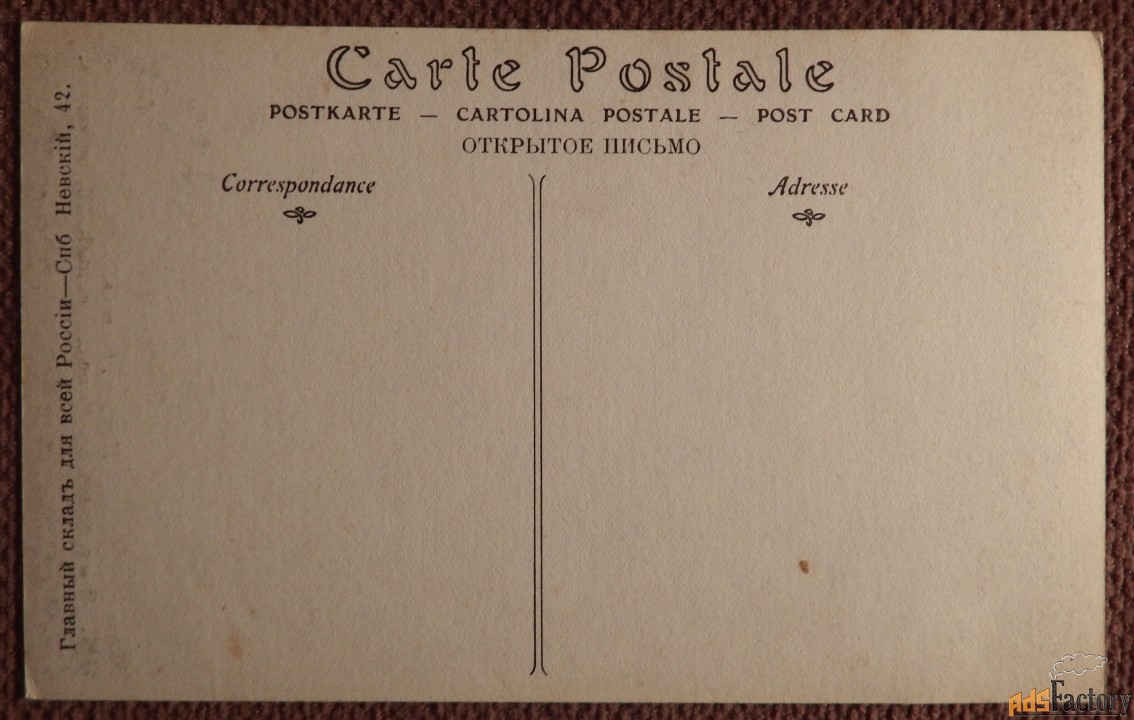 Carte Postale
POSTKARTE — CARTOLINA POSTALE — POST CARD
ОТКРЫТОЕ ПИСЬМО
Correspondance
Adresse
Главный складъ для всей Россіи—Спб Невскій, 42.
AdsFactory